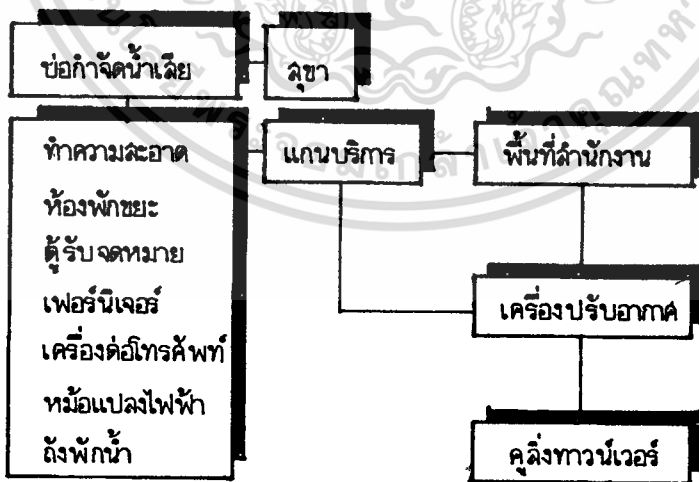 บ่อกำจัดน้ำเสีย
สุขา
ทำความสะอาด
ห้องพักขยะ
ตู้รับจดหมาย
เฟอร์นิเจอร์
เครื่องต่อโทรศัพท์
หม้อแปลงไฟฟ้า
ถังพักน้ำ
แกนบริการ
พื้นที่สำนักงาน
เครื่องปรับอากาศ
คูลิ่งทาวน์เวอร์